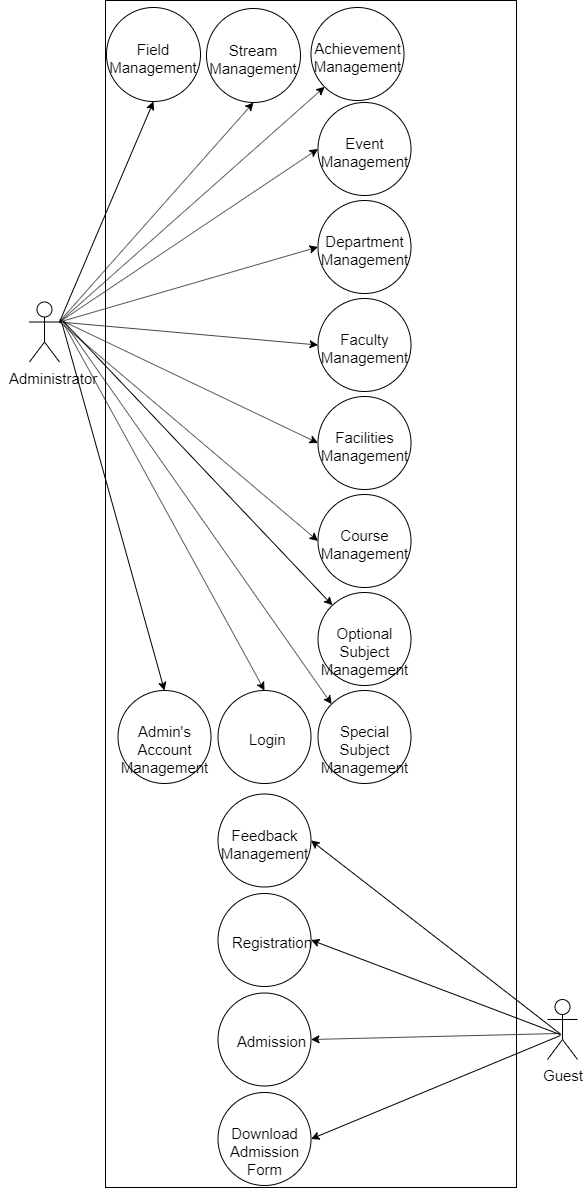 Field
Management
Stream
Management
Achievement
Management
Event
Management
Department
Management
Faculty
Management
Administrator
Facilities
Management
Course
Management
Optional
Subject
Management
Admin's
Account
Management
Login
Special
Subject
Management
Feedback
Management
Registration
Admission
Guest
Download
Admission
Form